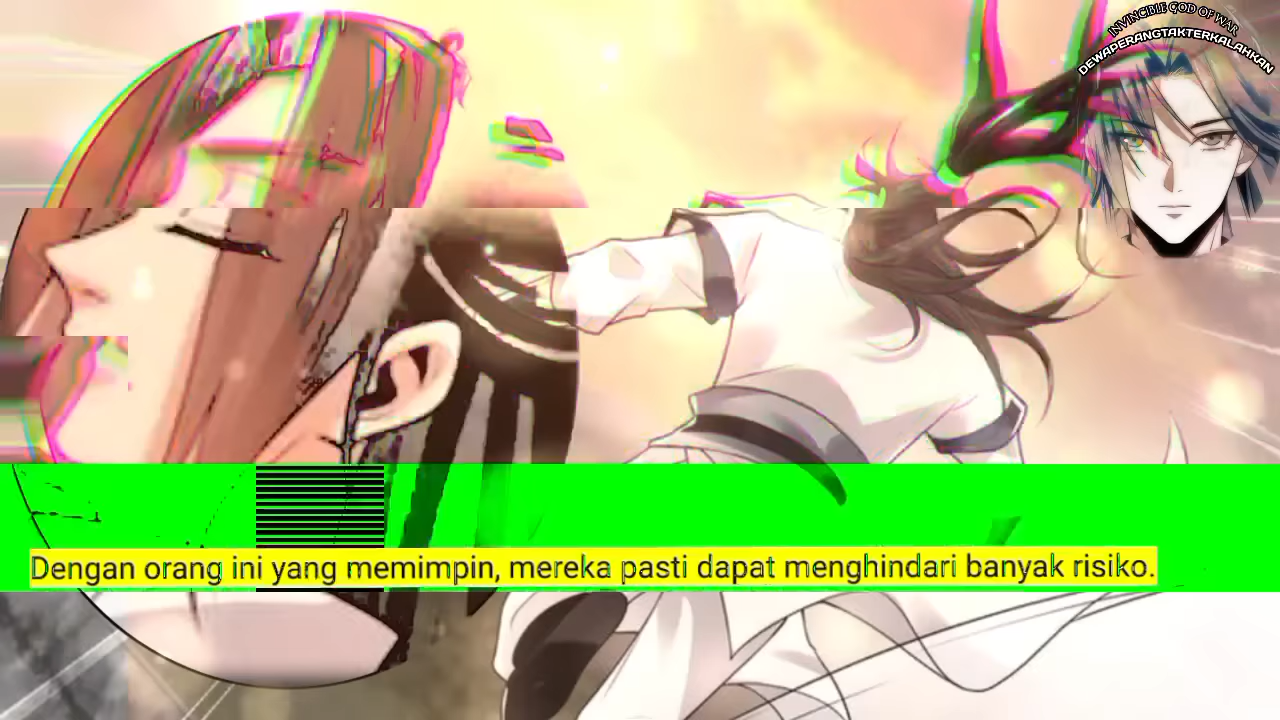 INVINCIBLE GOD OF WAR
DEWAPERANGTAKTERKALAHKAN
Dengan orang ini yang memimpin, mereka pasti dapat menghindari banyak risiko.